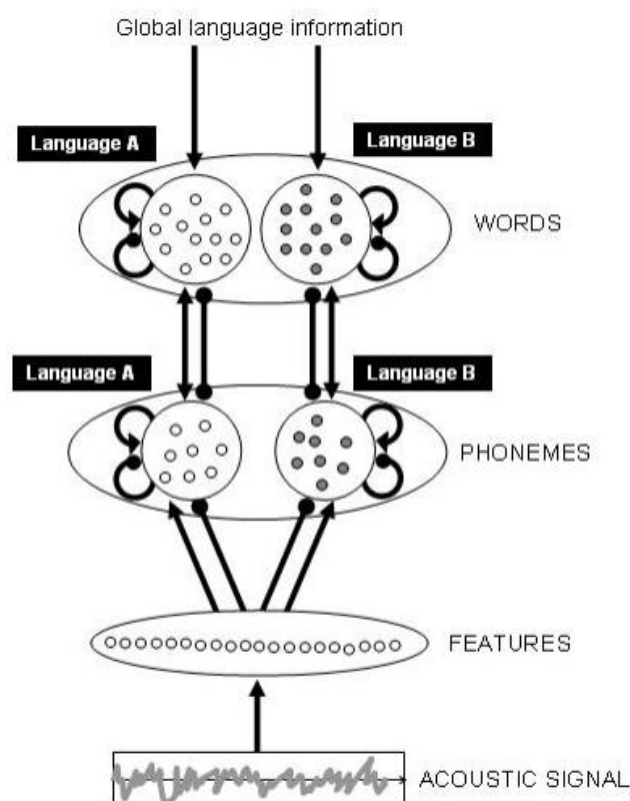 Global language information
Language A
Language B
WORDS
Language A
Language B
PHONEMES
FEATURES
ACOUSTIC SIGNAL